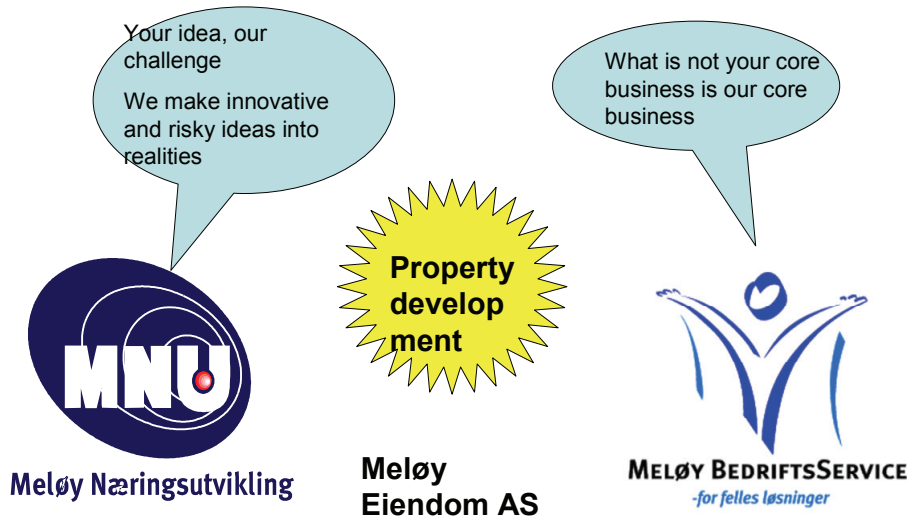 Your idea, our
challenge
We make innovative
and risky ideas into
realities
What is not your core
business is our core
business
Property
develop
ment
MNU
Meløy Næringsutvikling
Meløy
Eiendom AS
MELØY BEDRIFTSSERVICE
-for felles løsninger